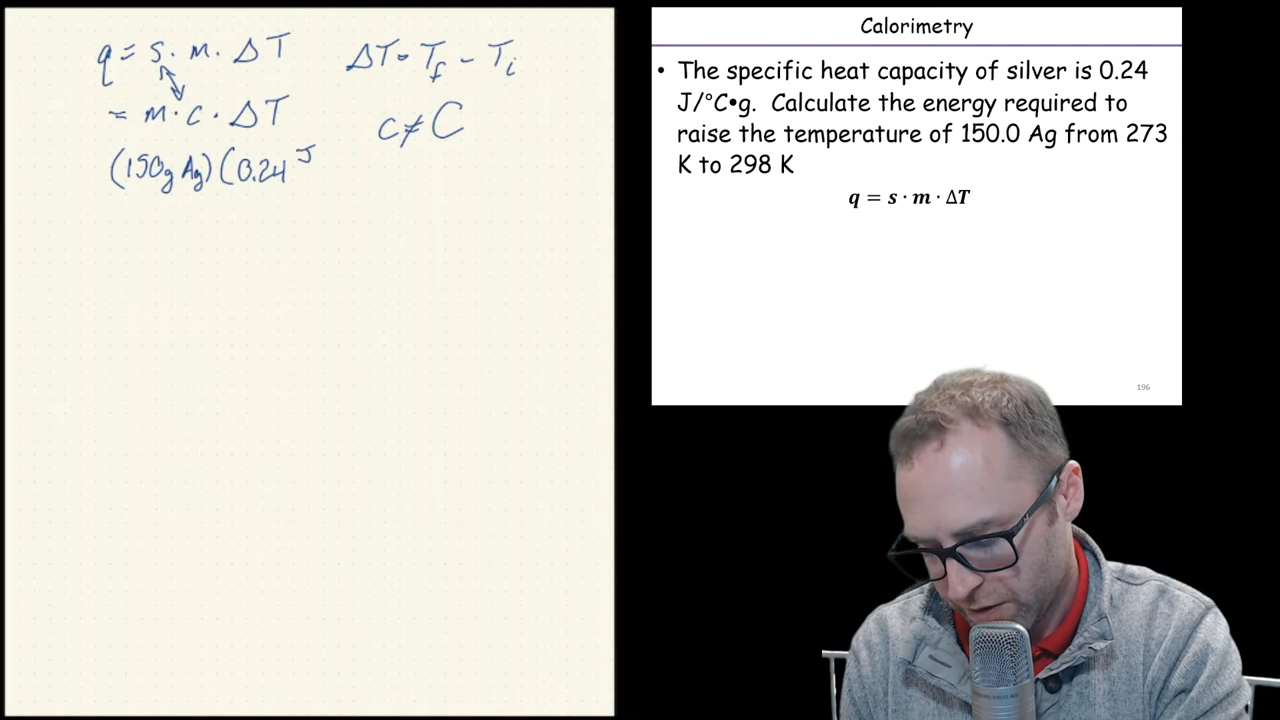 q = s · m · ΔT
ΔT = Tf - Ti
= m · c · ΔT
c ≠ C
(150g Ag) (0.24 J
Calorimetry
• The specific heat capacity of silver is 0.24
J/°C•g. Calculate the energy required to
raise the temperature of 150.0 Ag from 273
K to 298 K
q = s · m · ΔT
196